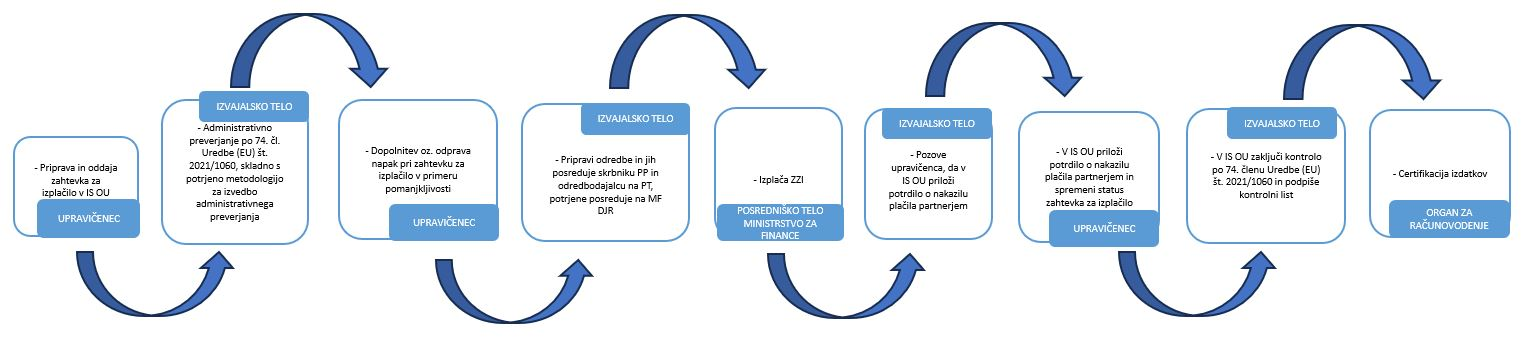 - Priprava in oddaja
zahtevka za
izplačilo v IS OU
UPRAVIČENEC
IZVAJALSKO TELO
- Administrativno
preverjanje po 74. čl.
Uredbe (EU) št.
2021/1060, skladno s
potrjeno metodologijo
za izvedbo
administrativnega
preverjanja
- Dopolnitev oz. odprava
napak pri zahtevku za
izplačilo v primeru
pomanjkljivosti
UPRAVIČENEC
IZVAJALSKO TELO
- Pripravi odredbe in jih
posreduje skrbniku PP in
odredbodajalcu na PT,
potrjene posreduje na MF
DJR
- Izplača ZZI
POSREDNIŠKO TELO
MINISTRSTVO ZA
FINANCE
IZVAJALSKO TELO
- Pozove
upravičenca, da v
IS OU priloži
potrdilo o nakazilu
plačila partnerjem
- V IS OU priloži
potrdilo o nakazilu
plačila partnerjem in
spremeni status
zahtevka za izplačilo
UPRAVIČENEC
IZVAJALSKO TELO
- V IS OU zaključi kontrolo
po 74. členu Uredbe (EU)
št. 2021/1060 in podpiše
kontrolni list
- Certifikacija izdatkov
ORGAN ZA
RAČUNOVODENJE